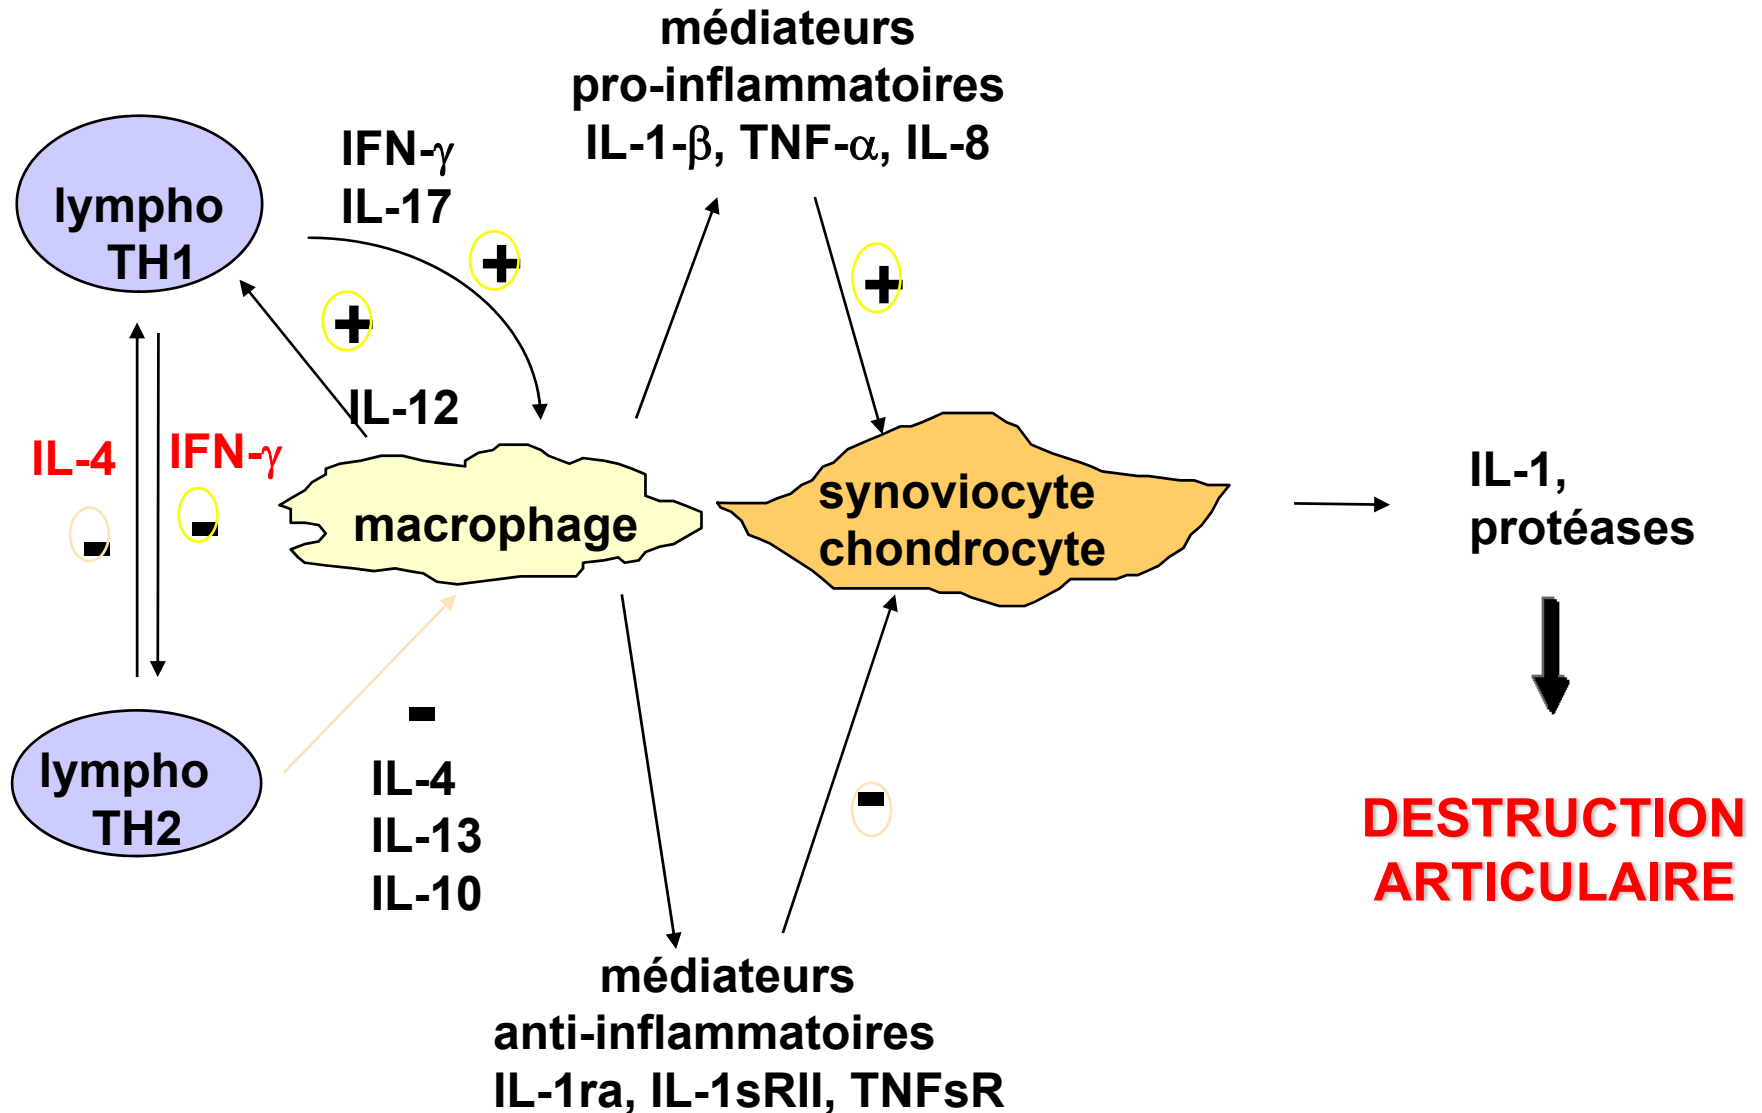 médiateurs
pro-inflammatoires
IL-1-β, TNF-α, IL-8
IFN-γ
IL-17
lympho
TH1
+
+
+
IL-12
IL-4
IFN-γ
-
-
macrophage
synoviocyte
chondrocyte
IL-1,
protéases
lympho
TH2
-
IL-4
IL-13
IL-10
-
DESTRUCTION
ARTICULAIRE
médiateurs
anti-inflammatoires
IL-1ra, IL-1sRII, TNFsR